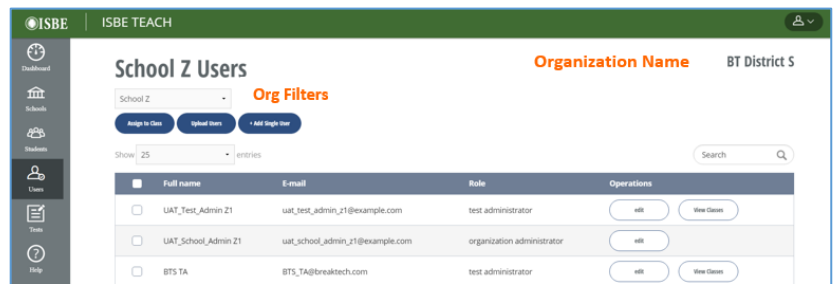 ISBE ISBE TEACH
Dashboard
Schools
Students
Users
Tests
Help
School Z Users
Organization Name BT District S
School Z
Org Filters
Assign to Class Upload Users + Add Single User
Show 25 entries
Search
Full name E-mail Role Operations
UAT_Test_Admin Z1 uat_test_admin_z1@example.com test administrator edit View Classes
UAT_School_Admin Z1 uat_school_admin_z1@example.com organization administrator edit
BTS TA BTS_TA@breaktech.com test administrator edit View Classes